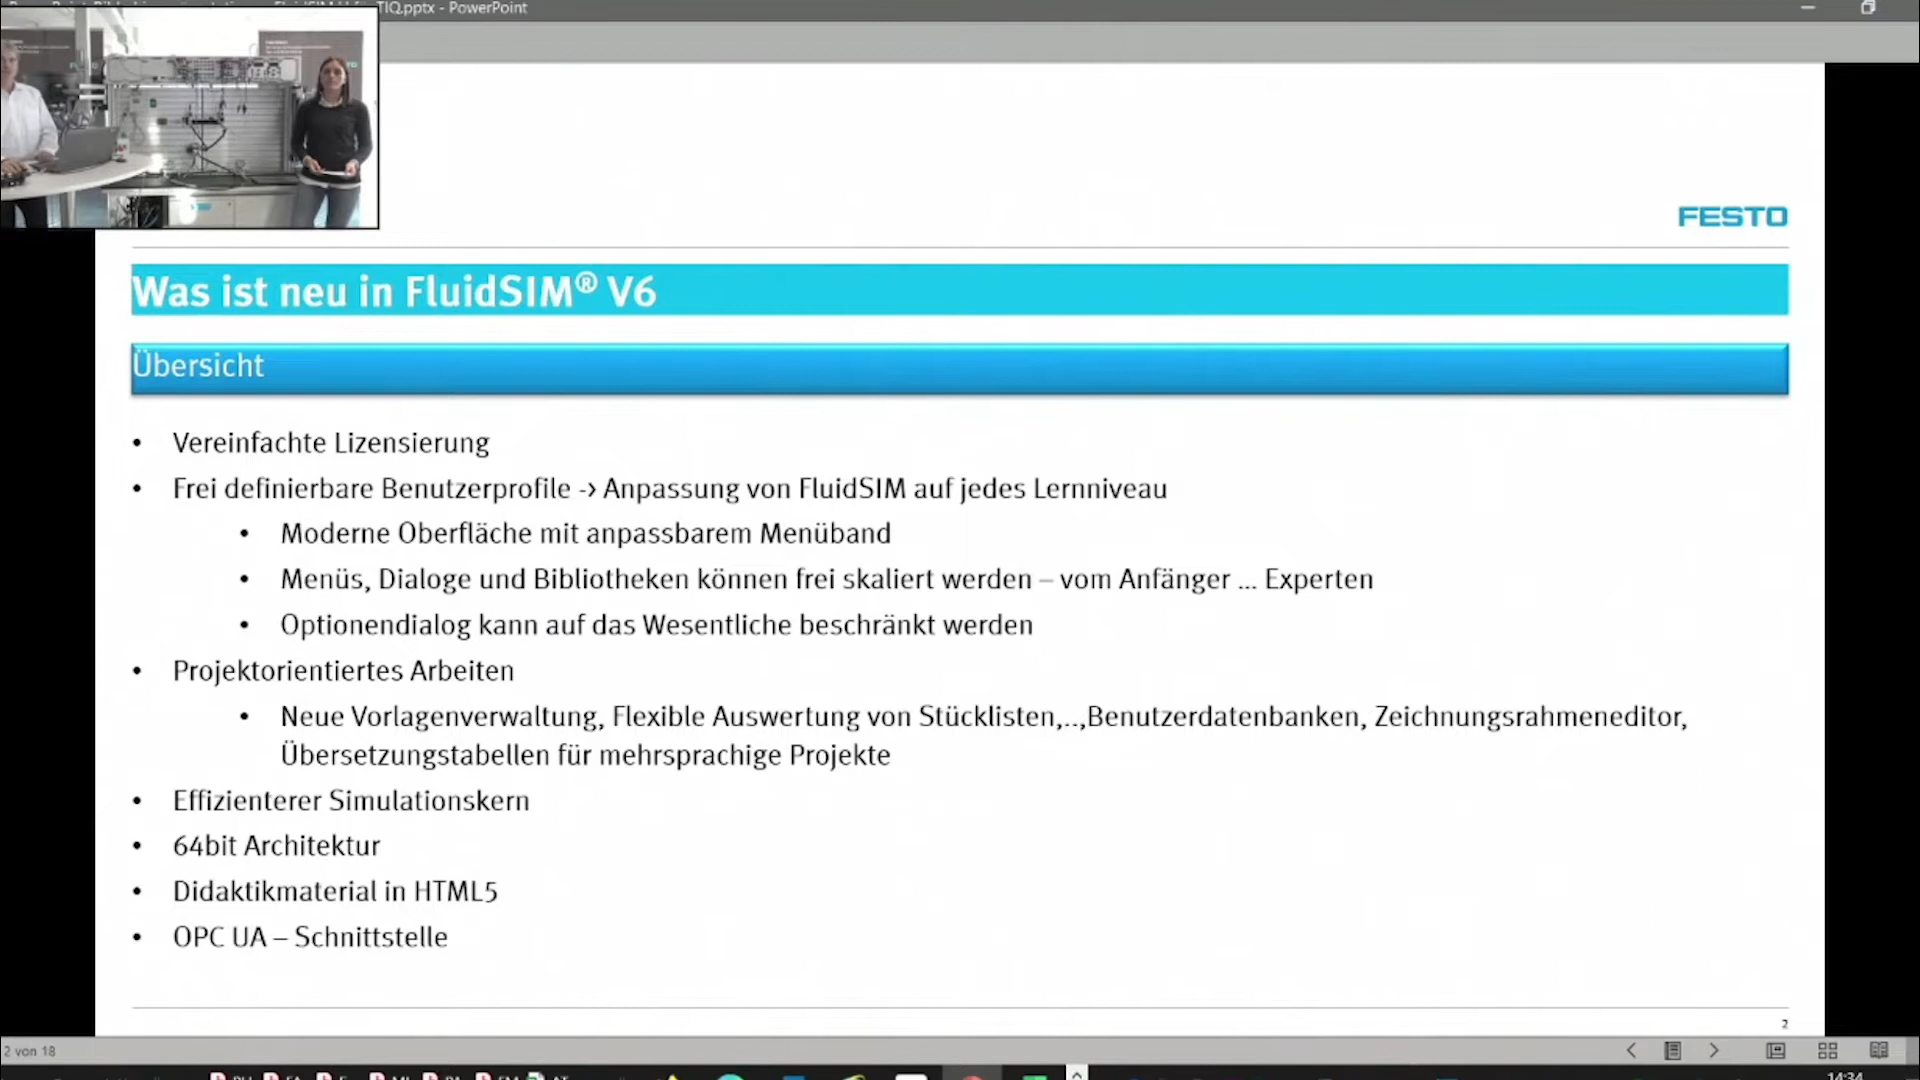 TIQ.pptx - PowerPoint
FESTO
Was ist neu in FluidSIM® V6
Übersicht
• Vereinfachte Lizensierung
• Frei definierbare Benutzerprofile -> Anpassung von FluidSIM auf jedes Lernniveau
• Moderne Oberfläche mit anpassbarem Menüband
• Menüs, Dialoge und Bibliotheken können frei skaliert werden – vom Anfänger ... Experten
• Optionendialog kann auf das Wesentliche beschränkt werden
• Projektorientiertes Arbeiten
• Neue Vorlagenverwaltung, Flexible Auswertung von Stücklisten,..,Benutzerdatenbanken, Zeichnungsrahmeneditor,
Übersetzungstabellen für mehrsprachige Projekte
• Effizienterer Simulationskern
• 64bit Architektur
• Didaktikmaterial in HTML5
• OPC UA – Schnittstelle
2
2 von 18
14:34